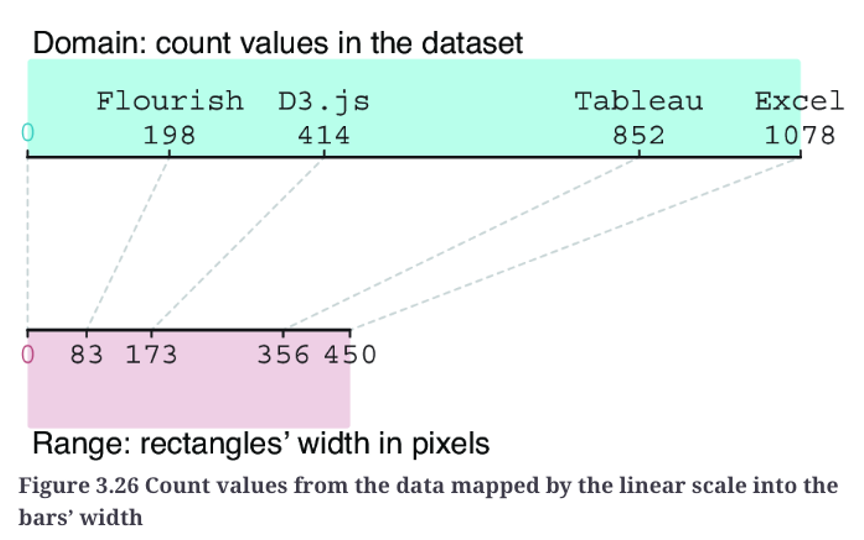 Domain: count values in the dataset
Flourish D3.js Tableau Excel
0 198 414 852 1078
0 83 173 356 450
Range: rectangles’ width in pixels
Figure 3.26 Count values from the data mapped by the linear scale into the
bars’ width